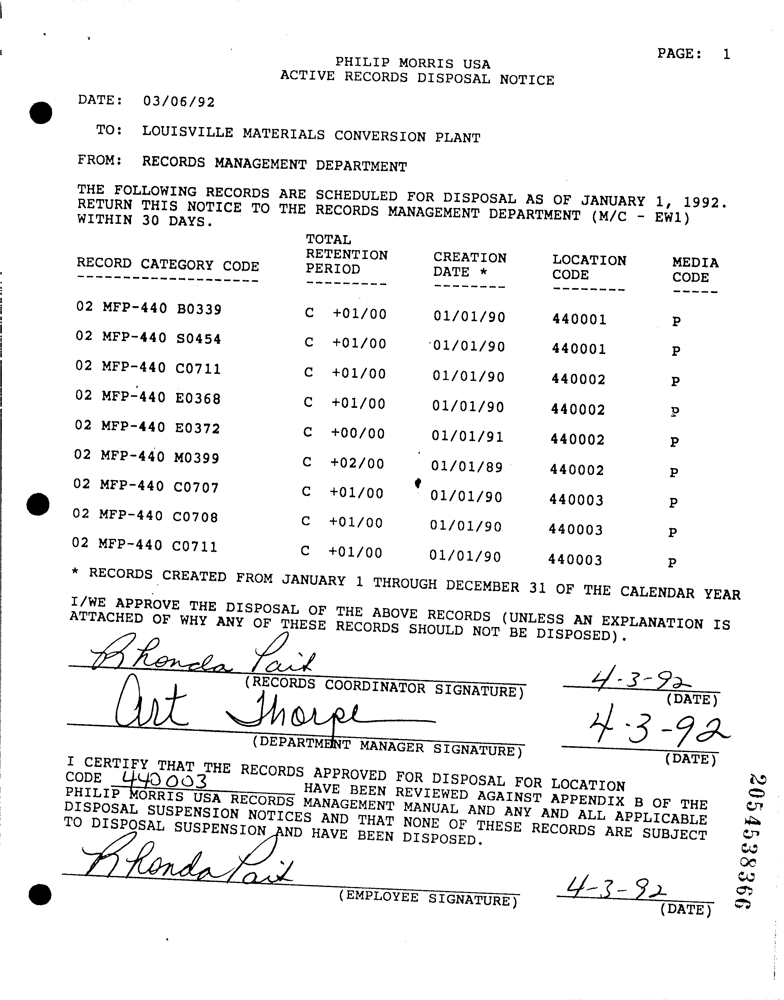 PAGE: 1
PHILIP MORRIS USA
ACTIVE RECORDS DISPOSAL NOTICE
DATE: 03/06/92
TO: LOUISVILLE MATERIALS CONVERSION PLANT
FROM: RECORDS MANAGEMENT DEPARTMENT
THE FOLLOWING RECORDS ARE SCHEDULED FOR DISPOSAL AS OF JANUARY 1, 1992.
RETURN THIS NOTICE TO THE RECORDS MANAGEMENT DEPARTMENT (M/C - EW1)
WITHIN 30 DAYS.
TOTAL
RETENTION CREATION LOCATION MEDIA
RECORD CATEGORY CODE PERIOD DATE * CODE CODE
-------------------- --------- -------- -------- -----
02 MFP-440 B0339 C +01/00 01/01/90 440001 P
02 MFP-440 S0454 C +01/00 01/01/90 440001 P
02 MFP-440 C0711 C +01/00 01/01/90 440002 P
02 MFP-440 E0368 C +01/00 01/01/90 440002 P
02 MFP-440 E0372 C +00/00 01/01/91 440002 P
02 MFP-440 M0399 C +02/00 01/01/89 440002 P
02 MFP-440 C0707 C +01/00 01/01/90 440003 P
02 MFP-440 C0708 C +01/00 01/01/90 440003 P
02 MFP-440 C0711 C +01/00 01/01/90 440003 P
* RECORDS CREATED FROM JANUARY 1 THROUGH DECEMBER 31 OF THE CALENDAR YEAR
I/WE APPROVE THE DISPOSAL OF THE ABOVE RECORDS (UNLESS AN EXPLANATION IS
ATTACHED OF WHY ANY OF THESE RECORDS SHOULD NOT BE DISPOSED).
Rhonda Pait 4-3-92
(RECORDS COORDINATOR SIGNATURE) (DATE)
Art Thorpe 4-3-92
(DEPARTMENT MANAGER SIGNATURE) (DATE)
I CERTIFY THAT THE RECORDS APPROVED FOR DISPOSAL FOR LOCATION
CODE 440003 HAVE BEEN REVIEWED AGAINST APPENDIX B OF THE
PHILIP MORRIS USA RECORDS MANAGEMENT MANUAL AND ANY AND ALL APPLICABLE
DISPOSAL SUSPENSION NOTICES AND THAT NONE OF THESE RECORDS ARE SUBJECT
TO DISPOSAL SUSPENSION AND HAVE BEEN DISPOSED.
Rhonda Pait 4-3-92
(EMPLOYEE SIGNATURE) (DATE)
2054538366